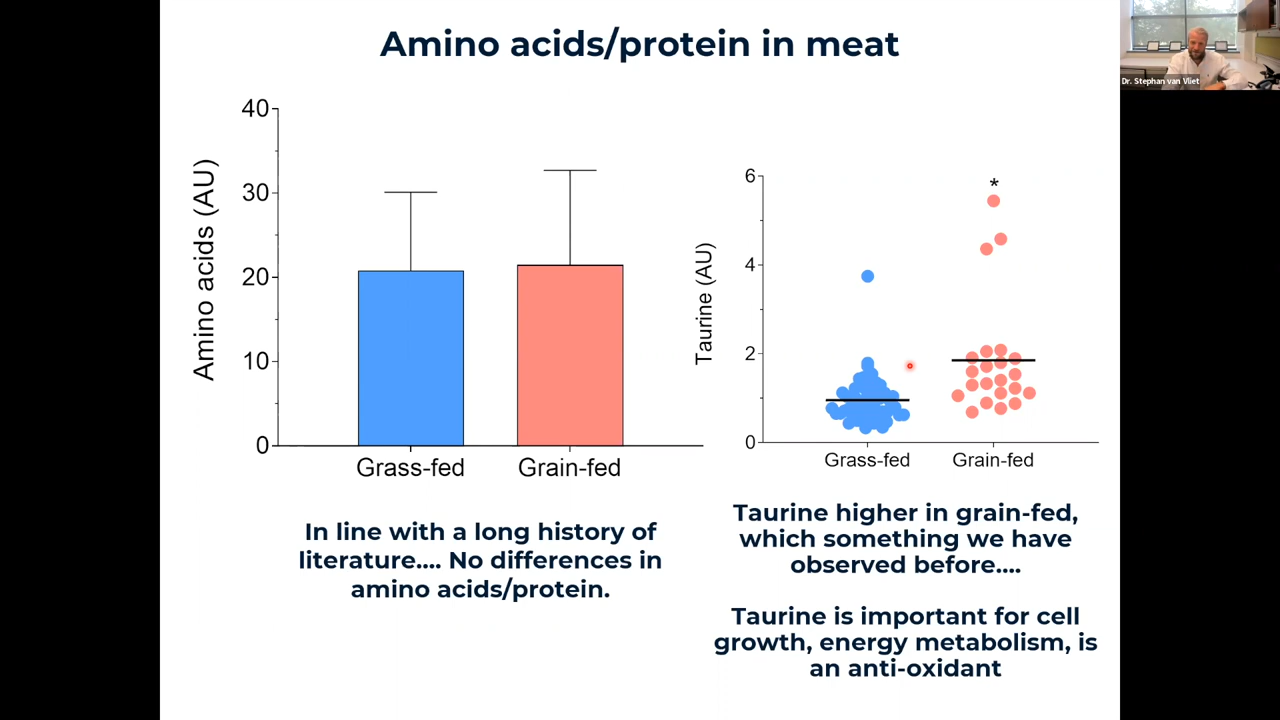 Amino acids/protein in meat
Dr. Stephan van Vliet
Amino acids (AU)
40
30
20
10
0
Grass-fed
Grain-fed
In line with a long history of
literature.... No differences in
amino acids/protein.
Taurine (AU)
6
4
2
0
*
Grass-fed
Grain-fed
Taurine higher in grain-fed,
which something we have
observed before....
Taurine is important for cell
growth, energy metabolism, is
an anti-oxidant